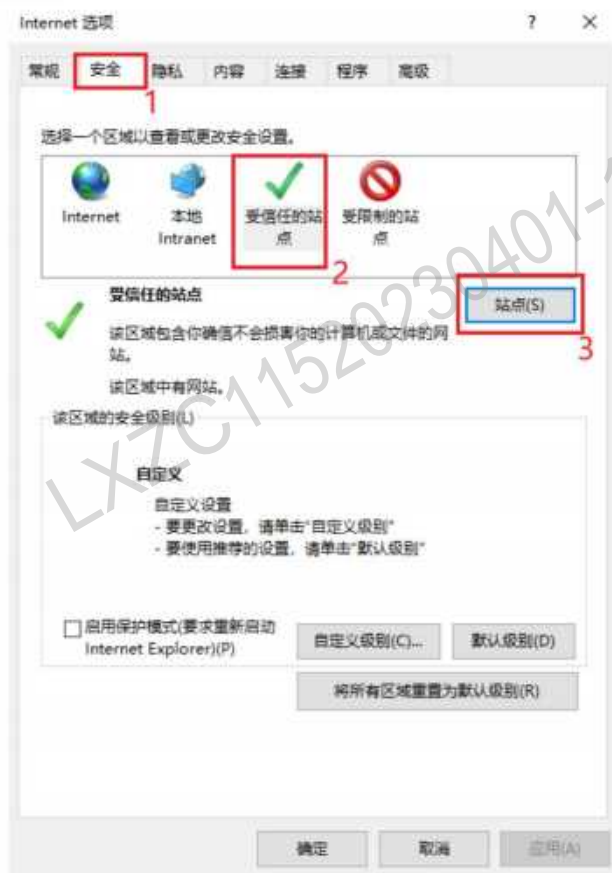 Internet 选项 ? ×
常规 安全 隐私 内容 连接 程序 高级
1
选择一个区域以查看或更改安全设置。
Internet
本地
Intranet
受信任的站
点
受限制的站
点
2
受信任的站点
站点(S)
3
该区域包含你确信不会损害你的计算机或文件的网
站。
该区域中有网站。
该区域的安全级别(L)
自定义
自定义设置
- 要更改设置，请单击"自定义级别"
- 要使用推荐的设置，请单击"默认级别"
启用保护模式(要求重新启动
Internet Explorer)(P)
自定义级别(C)...
默认级别(D)
将所有区域重置为默认级别(R)
确定 取消 应用(A)
LXZC11520230401-1